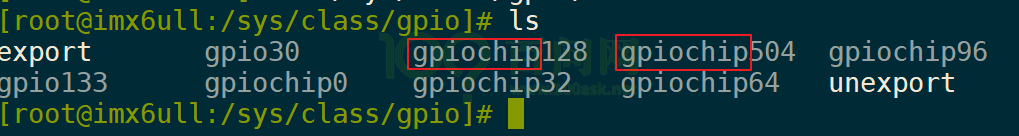 [root@imx6ull:/sys/class/gpio]# ls
export gpio30 gpiochip128 gpiochip504 gpiochip96
gpio133 gpiochip0 gpiochip32 gpiochip64 unexport
[root@imx6ull:/sys/class/gpio]#